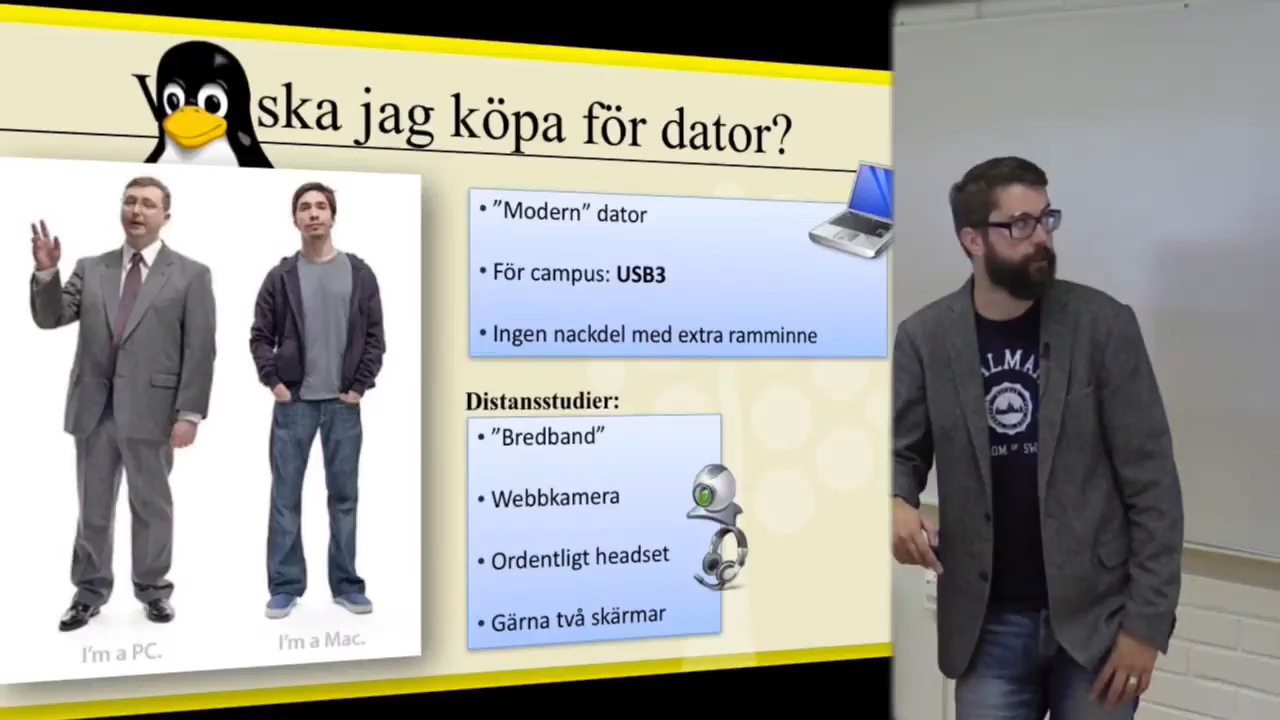 ska jag köpa för dator?
• ”Modern” dator
• För campus: USB3
• Ingen nackdel med extra ramminne
Distansstudier:
• ”Bredband”
• Webbkamera
• Ordentligt headset
• Gärna två skärmar
I'm a PC.
I'm a Mac.